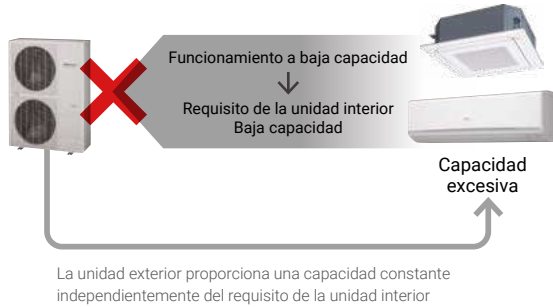 Funcionamiento a baja capacidad
Requisito de la unidad interior
Baja capacidad
Capacidad
excesiva
La unidad exterior proporciona una capacidad constante
independientemente del requisito de la unidad interior